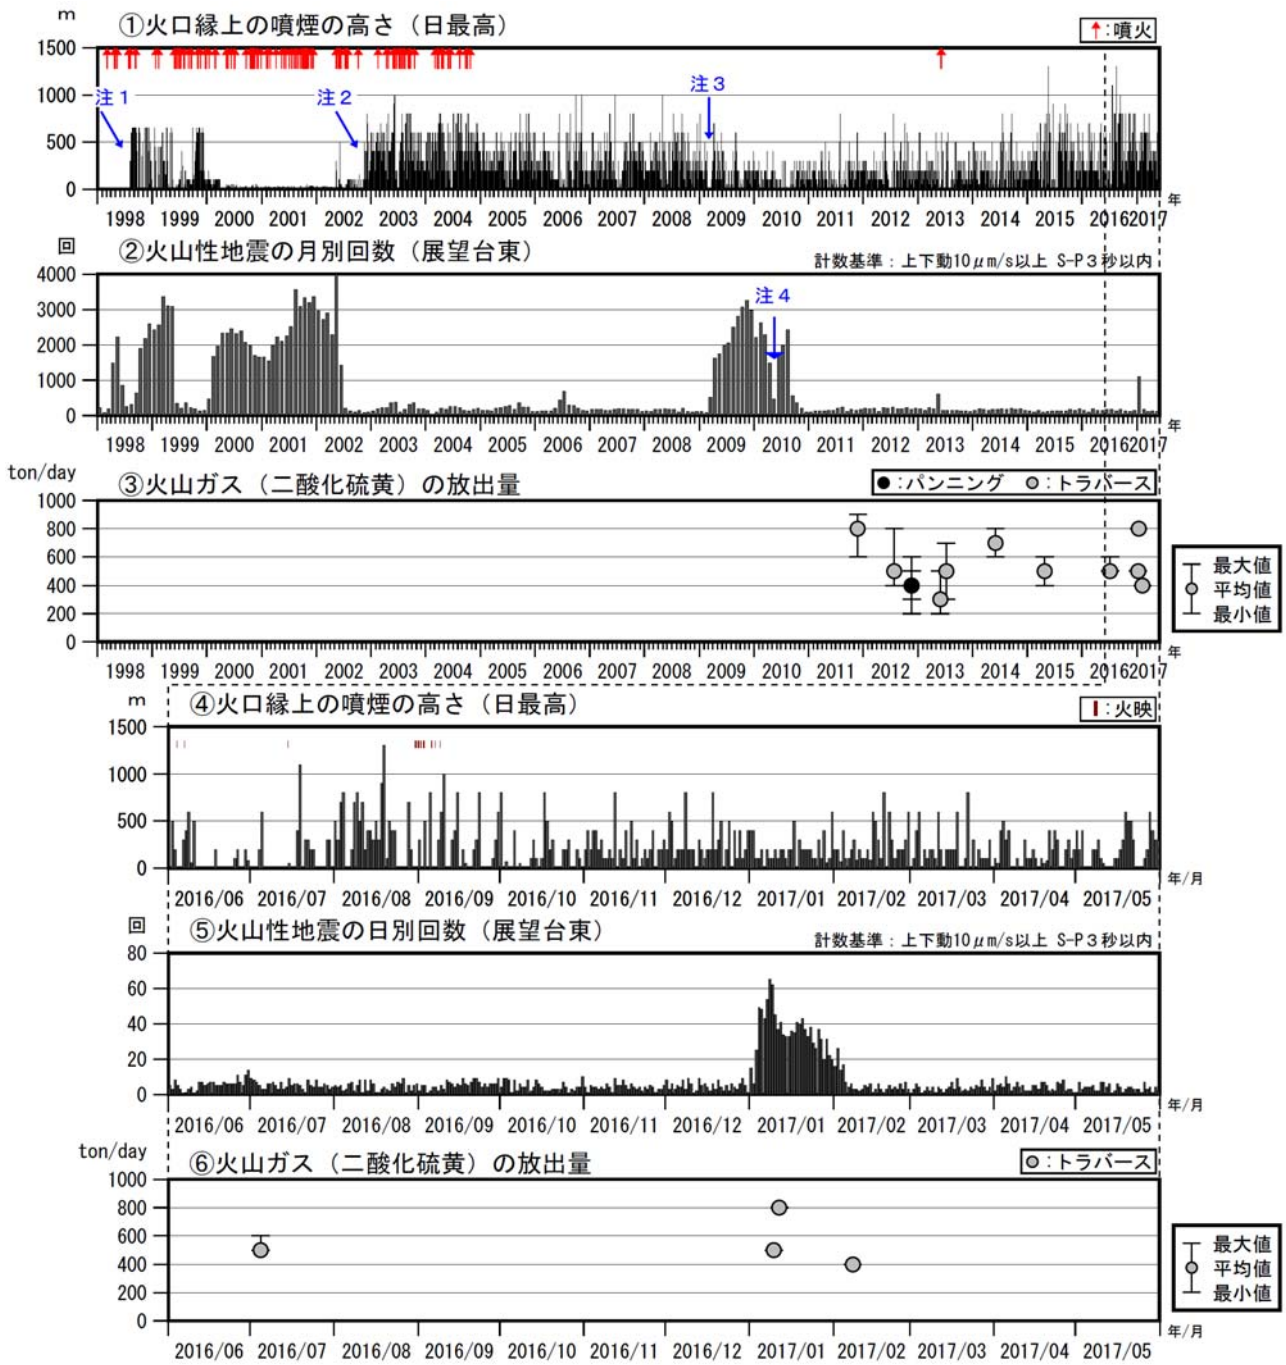 m
①火口縁上の噴煙の高さ（日最高）
↑:噴火
1500
1000
500
0
注1
注2
注3
1998 1999 2000 2001 2002 2003 2004 2005 2006 2007 2008 2009 2010 2011 2012 2013 2014 2015 2016 2017
年
回
②火山性地震の月別回数（展望台東）
計数基準：上下動10μm/s以上 S-P3秒以内
4000
3000
2000
1000
0
注4
1998 1999 2000 2001 2002 2003 2004 2005 2006 2007 2008 2009 2010 2011 2012 2013 2014 2015 2016 2017
年
ton/day
③火山ガス（二酸化硫黄）の放出量
●:パンニング ○:トラバース
1000
800
600
400
200
0
最大値
平均値
最小値
1998 1999 2000 2001 2002 2003 2004 2005 2006 2007 2008 2009 2010 2011 2012 2013 2014 2015 2016 2017
年
m
④火口縁上の噴煙の高さ（日最高）
:火映
1500
1000
500
0
2016/06 2016/07 2016/08 2016/09 2016/10 2016/11 2016/12 2017/01 2017/02 2017/03 2017/04 2017/05
年/月
回
⑤火山性地震の日別回数（展望台東）
計数基準：上下動10μm/s以上 S-P3秒以内
80
60
40
20
0
2016/06 2016/07 2016/08 2016/09 2016/10 2016/11 2016/12 2017/01 2017/02 2017/03 2017/04 2017/05
年/月
ton/day
⑥火山ガス（二酸化硫黄）の放出量
○:トラバース
1000
800
600
400
200
0
最大値
平均値
最小値
2016/06 2016/07 2016/08 2016/09 2016/10 2016/11 2016/12 2017/01 2017/02 2017/03 2017/04 2017/05
年/月